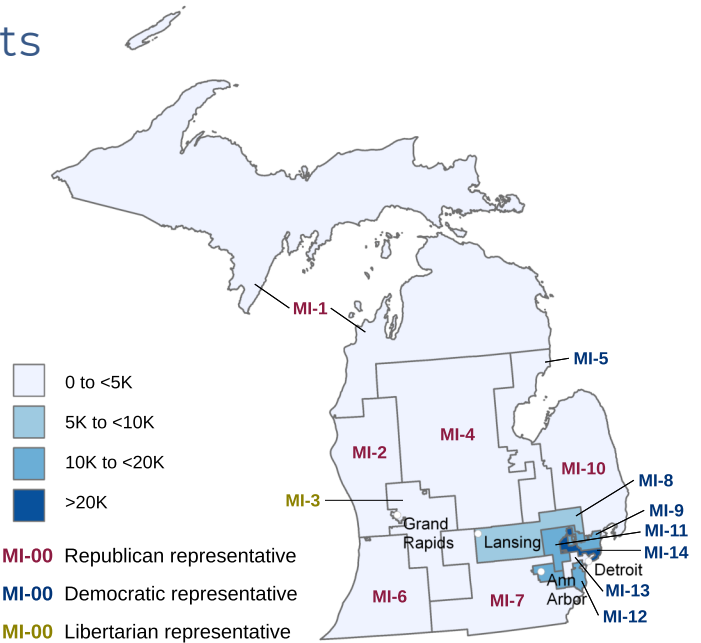 ts
MI-1
MI-5
0 to <5K
5K to <10K
10K to <20K
>20K
MI-2
MI-4
MI-10
MI-8
MI-3
MI-9
Grand
Rapids
MI-11
Lansing
MI-14
Detroit
Ann
Arbor
MI-13
MI-6
MI-7
MI-12
MI-00 Republican representative
MI-00 Democratic representative
MI-00 Libertarian representative